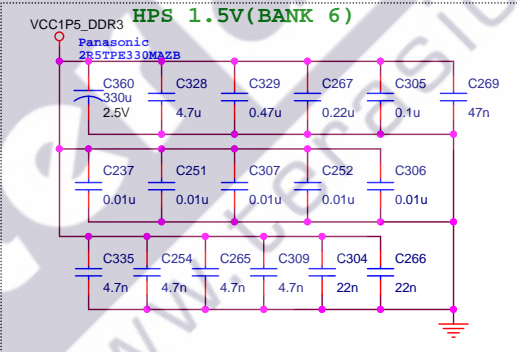 HPS 1.5V(BANK 6)
VCC1P5_DDR3
Panasonic
2R5TPE330MAZB
C360 C328 C329 C267 C305 C269
330u 4.7u 0.47u 0.22u 0.1u 47n
2.5V
C237 C251 C307 C252 C306
0.01u 0.01u 0.01u 0.01u 0.01u
C335 C254 C265 C309 C304 C266
4.7n 4.7n 4.7n 4.7n 22n 22n
www.terasic